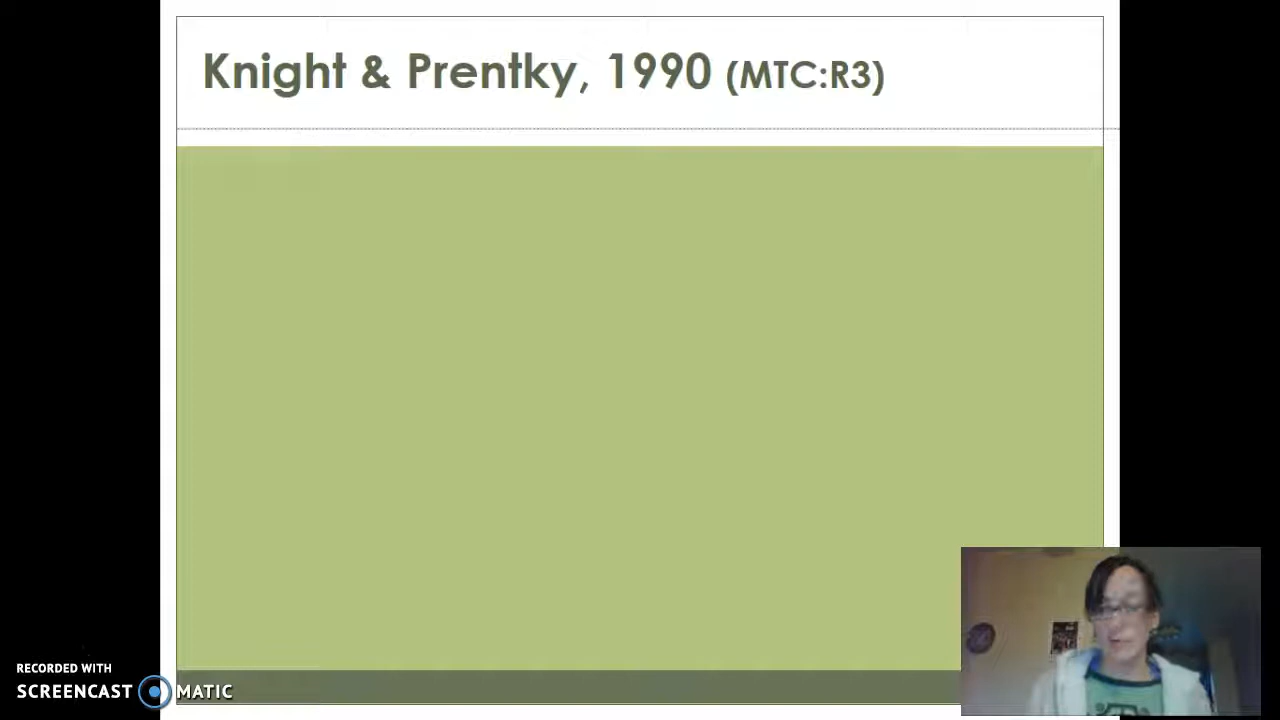 Knight & Prentky, 1990 (MTC:R3)
RECORDED WITH
SCREENCAST MATIC